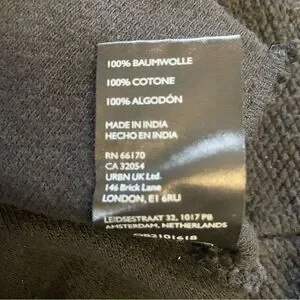 100% BAUMWOLLE
100% COTONE
100% ALGODÓN
MADE IN INDIA
HECHO EN INDIA
RN 66170
CA 32054
URBN UK Ltd.
146 Brick Lane
LONDON, E1 6RU
LEIDSESTRAAT 32, 1017 PB
AMSTERDAM, NETHERLANDS